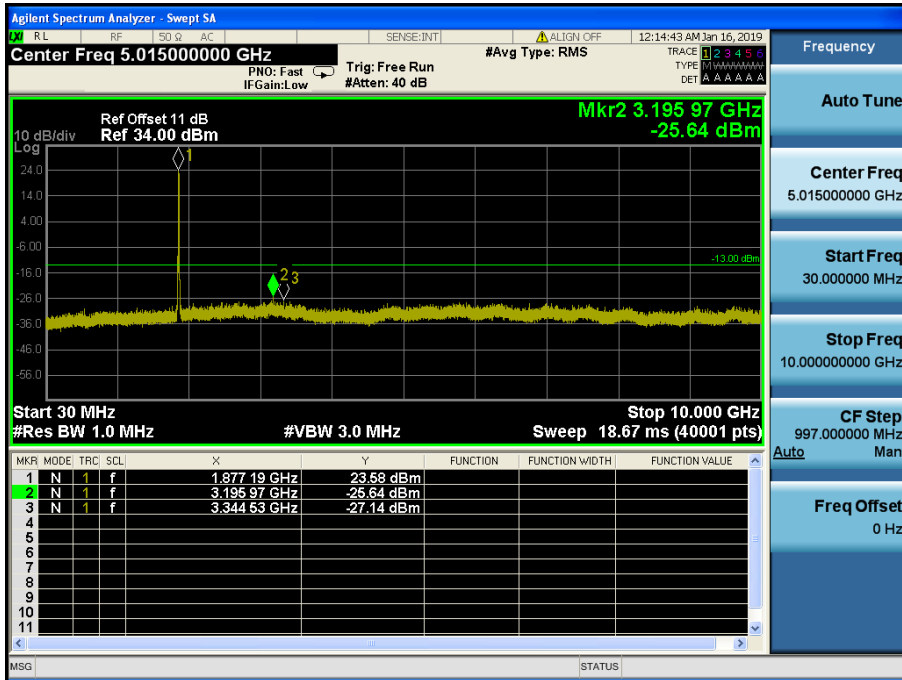 Agilent Spectrum Analyzer - Swept SA
LXI RL RF 50 Ω AC SENSE:INT ALIGN OFF 12:14:43 AM Jan 16, 2019
Center Freq 5.015000000 GHz
PNO: Fast
IFGain:Low
Trig: Free Run
#Atten: 40 dB
#Avg Type: RMS
TRACE 1 2 3 4 5 6
TYPE MWWWWW
DET A A A A A A
Mkr2 3.195 97 GHz
-25.64 dBm
10 dB/div
Log
Ref Offset 11 dB
Ref 34.00 dBm
1
24.0
14.0
4.00
-6.00
-13.00 dBm
-16.0
2 3
-26.0
-36.0
-46.0
-56.0
Start 30 MHz Stop 10.000 GHz
#Res BW 1.0 MHz #VBW 3.0 MHz Sweep 18.67 ms (40001 pts)
MKR MODE TRC SCL X Y FUNCTION FUNCTION WIDTH FUNCTION VALUE
1 N 1 f 1.877 19 GHz 23.58 dBm
2 N 1 f 3.195 97 GHz -25.64 dBm
3 N 1 f 3.344 53 GHz -27.14 dBm
4
5
6
7
8
9
10
11
MSG STATUS
Frequency
Auto Tune
Center Freq
5.015000000 GHz
Start Freq
30.000000 MHz
Stop Freq
10.000000000 GHz
CF Step
997.000000 MHz
Auto Man
Freq Offset
0 Hz